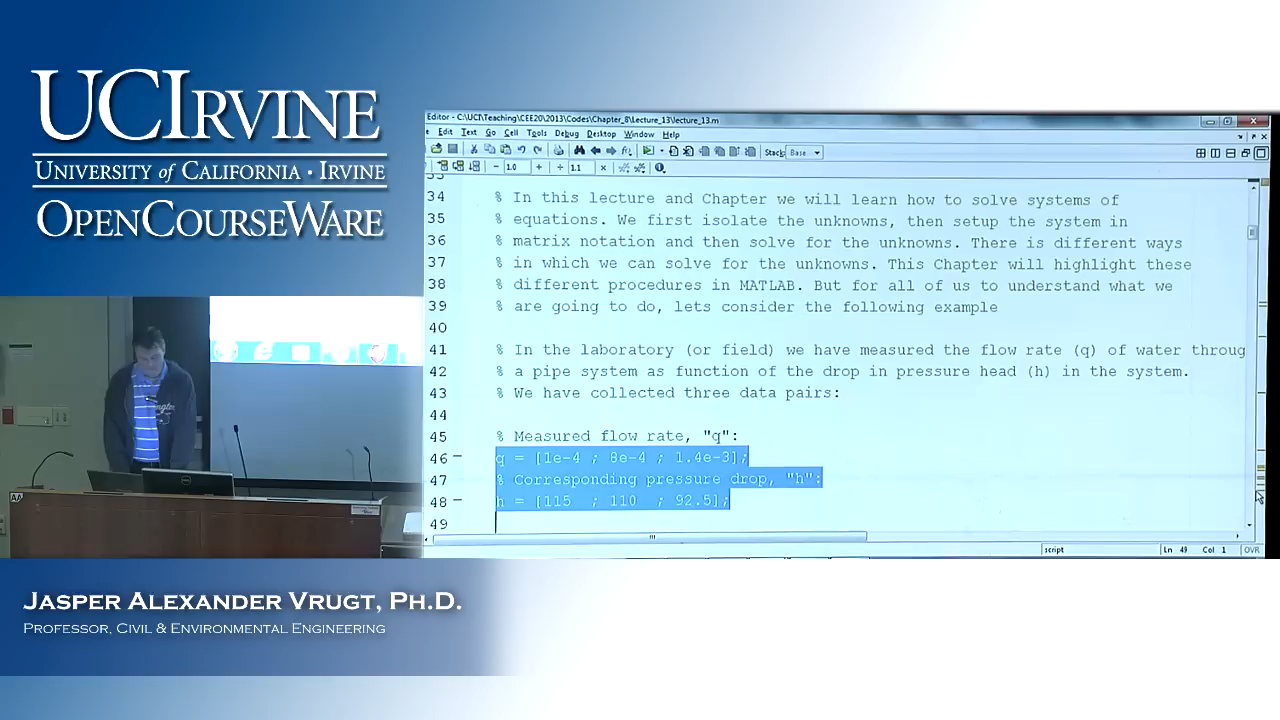 UCIRVINE
UNIVERSITY of CALIFORNIA · IRVINE
OPENCOURSEWARE
Editor - C:\UCI\Teaching\CEE20\2013\Codes\Chapter_8\Lecture_13\lecture_13.m
Edit Text Go Cell Tools Debug Desktop Window Help
Stack: Base
1.0 1.1
34 % In this lecture and Chapter we will learn how to solve systems of
35 % equations. We first isolate the unknowns, then setup the system in
36 % matrix notation and then solve for the unknowns. There is different ways
37 % in which we can solve for the unknowns. This Chapter will highlight these
38 % different procedures in MATLAB. But for all of us to understand what we
39 % are going to do, lets consider the following example
40
41 % In the laboratory (or field) we have measured the flow rate (q) of water throug
42 % a pipe system as function of the drop in pressure head (h) in the system.
43 % We have collected three data pairs:
44
45 % Measured flow rate, "q":
46 q = [1e-4 ; 8e-4 ; 1.4e-3];
47 % Corresponding pressure drop, "h":
48 h = [115 ; 110 ; 92.5];
49
script Ln 49 Col 1 OVR
DELL
JASPER ALEXANDER VRUGT, PH.D.
PROFESSOR, CIVIL & ENVIRONMENTAL ENGINEERING